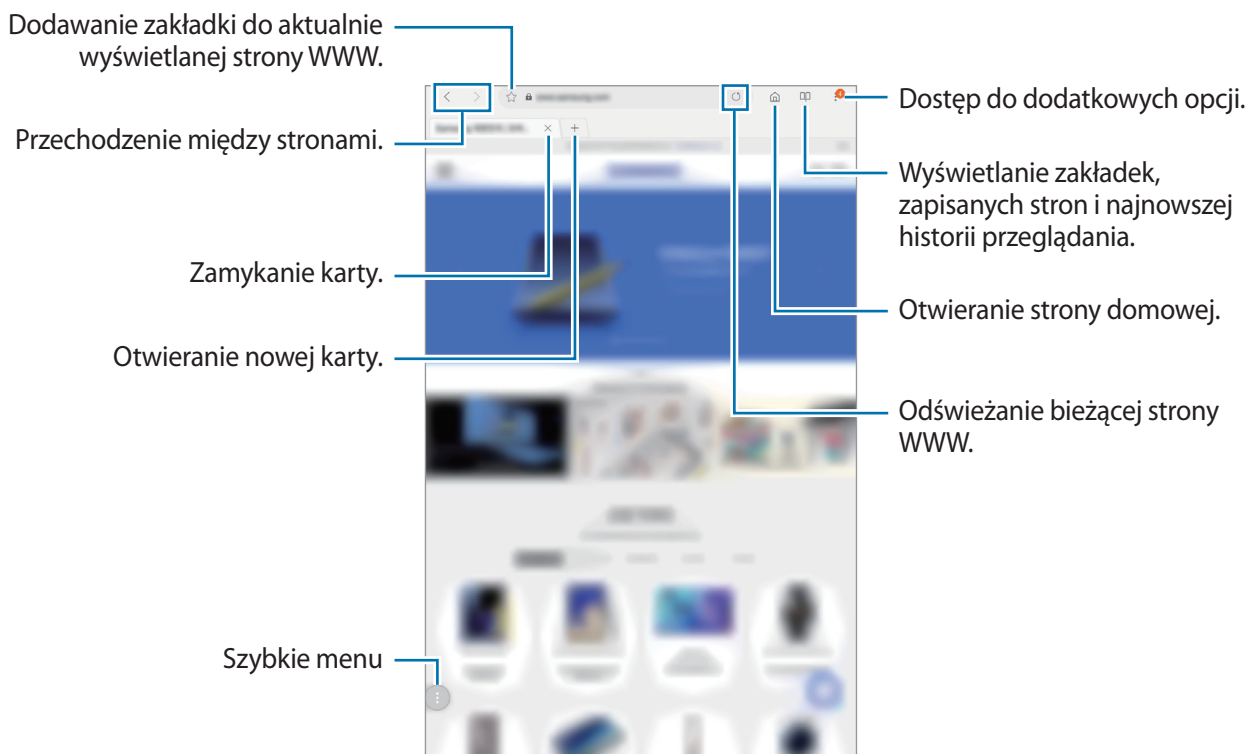 Dodawanie zakładki do aktualnie
wyświetlanej strony WWW.
Przechodzenie między stronami.
Zamykanie karty.
Otwieranie nowej karty.
Szybkie menu
Dostęp do dodatkowych opcji.
Wyświetlanie zakładek,
zapisanych stron i najnowszej
historii przeglądania.
Otwieranie strony domowej.
Odświeżanie bieżącej strony
WWW.